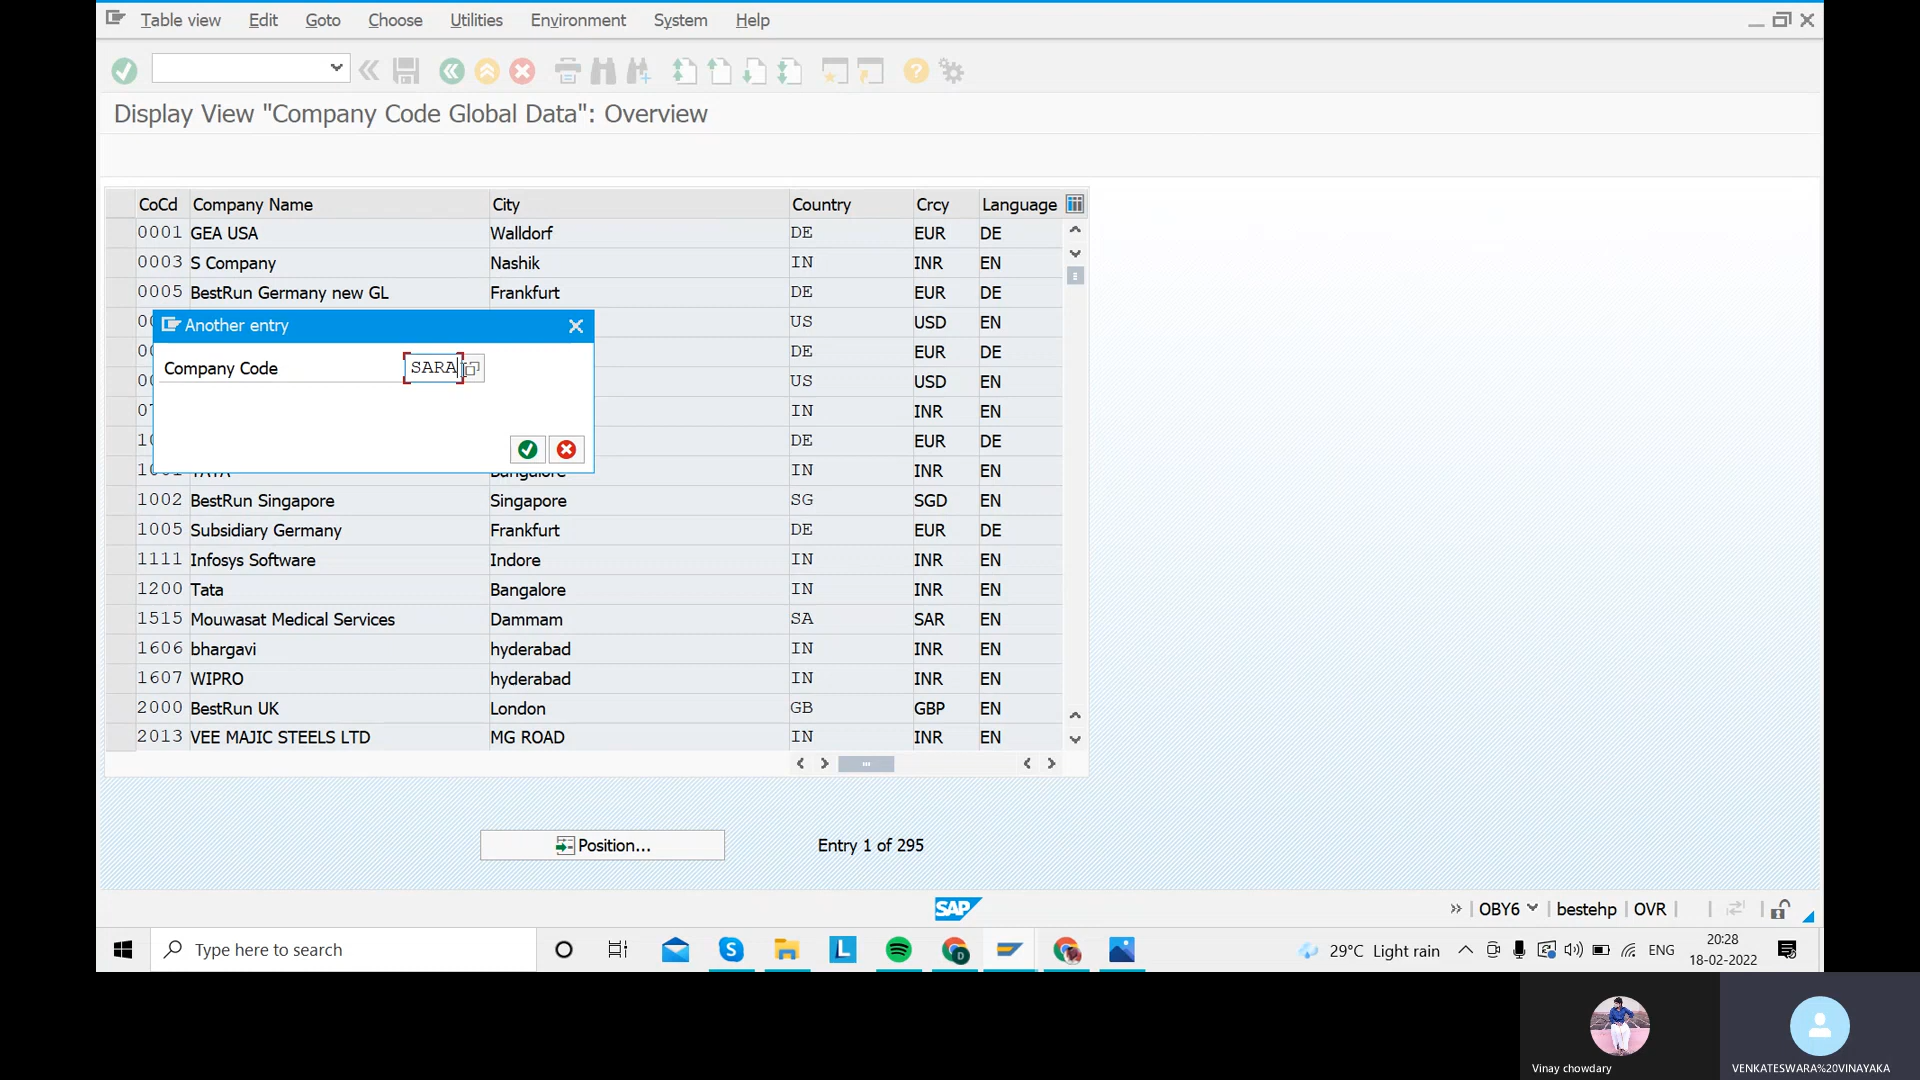 Table view Edit Goto Choose Utilities Environment System Help
Display View "Company Code Global Data": Overview
CoCd Company Name City Country Crcy Language
0001 GEA USA Walldorf DE EUR DE
0003 S Company Nashik IN INR EN
0005 BestRun Germany new GL Frankfurt DE EUR DE
US USD EN
Another entry
DE EUR DE
Company Code SARA
US USD EN
IN INR EN
DE EUR DE
IN INR EN
1002 BestRun Singapore Singapore SG SGD EN
1005 Subsidiary Germany Frankfurt DE EUR DE
1111 Infosys Software Indore IN INR EN
1200 Tata Bangalore IN INR EN
1515 Mouwasat Medical Services Dammam SA SAR EN
1606 bhargavi hyderabad IN INR EN
1607 WIPRO hyderabad IN INR EN
2000 BestRun UK London GB GBP EN
2013 VEE MAJIC STEELS LTD MG ROAD IN INR EN
Position... Entry 1 of 295
SAP OBY6 bestehp OVR
Type here to search 29°C Light rain ENG 20:28
18-02-2022
Vinay chowdary VENKATESWARA%20VINAYAKA